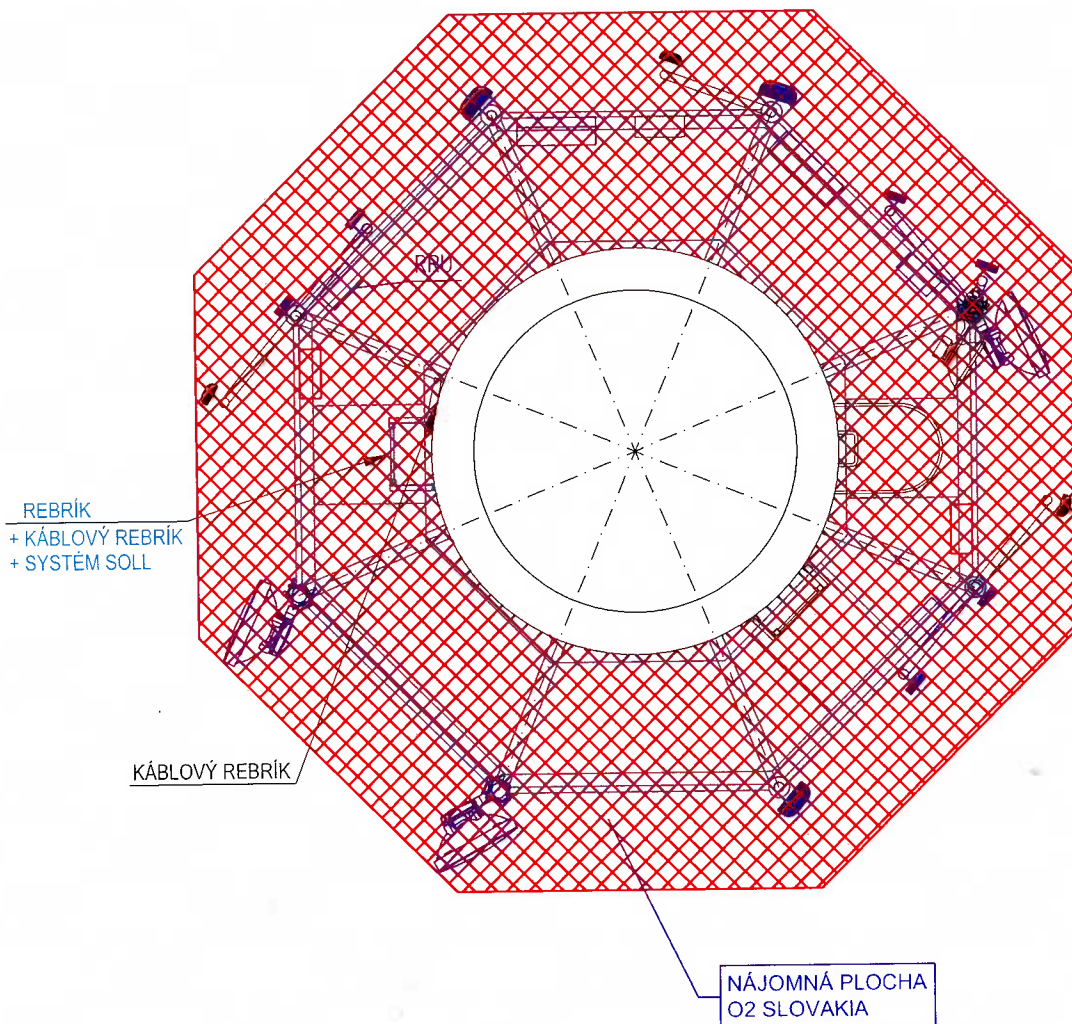 RRU
REBRÍK
+ KÁBLOVÝ REBRÍK
+ SYSTÉM SOLL
KÁBLOVÝ REBRÍK
NÁJOMNÁ PLOCHA
O2 SLOVAKIA